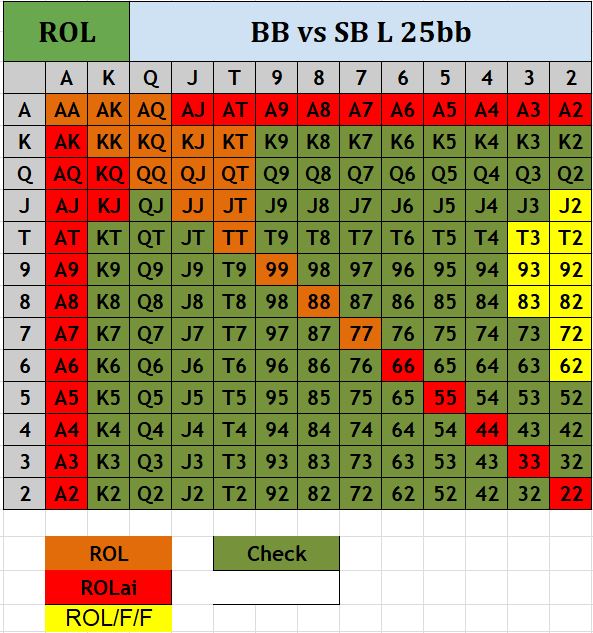 ROL BB vs SB L 25bb
A K Q J T 9 8 7 6 5 4 3 2
A AA AK AQ AJ AT A9 A8 A7 A6 A5 A4 A3 A2
K AK KK KQ KJ KT K9 K8 K7 K6 K5 K4 K3 K2
Q AQ KQ QQ QJ QT Q9 Q8 Q7 Q6 Q5 Q4 Q3 Q2
J AJ KJ QJ JJ JT J9 J8 J7 J6 J5 J4 J3 J2
T AT KT QT JT TT T9 T8 T7 T6 T5 T4 T3 T2
9 A9 K9 Q9 J9 T9 99 98 97 96 95 94 93 92
8 A8 K8 Q8 J8 T8 98 88 87 86 85 84 83 82
7 A7 K7 Q7 J7 T7 97 87 77 76 75 74 73 72
6 A6 K6 Q6 J6 T6 96 86 76 66 65 64 63 62
5 A5 K5 Q5 J5 T5 95 85 75 65 55 54 53 52
4 A4 K4 Q4 J4 T4 94 84 74 64 54 44 43 42
3 A3 K3 Q3 J3 T3 93 83 73 63 53 43 33 32
2 A2 K2 Q2 J2 T2 92 82 72 62 52 42 32 22
ROL Check
ROLai
ROL/F/F